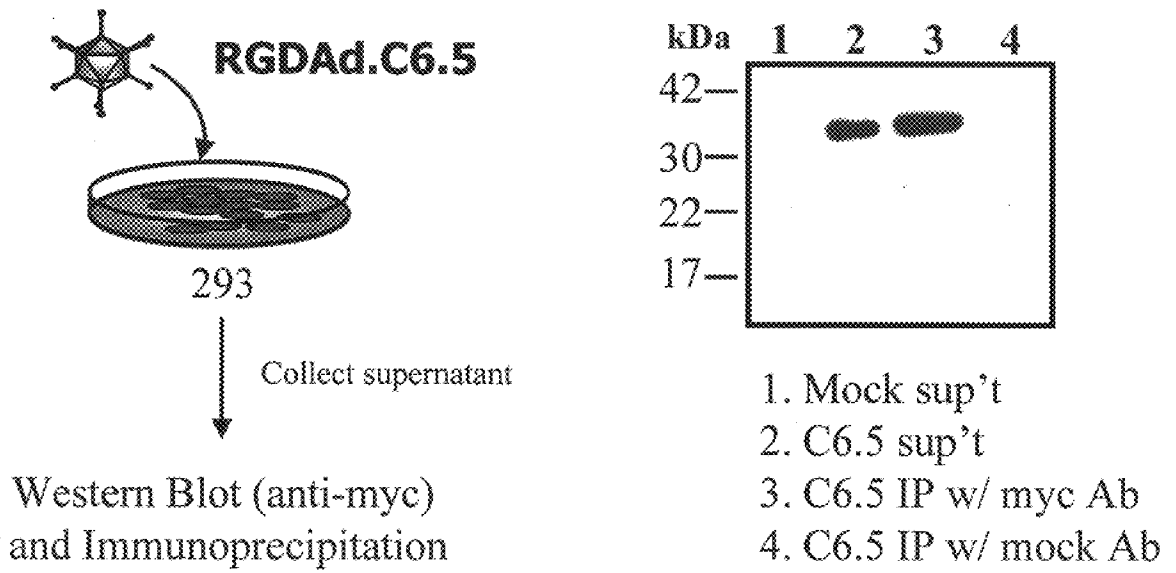 RGDAd.C6.5
293
Collect supernatant
Western Blot (anti-myc)
and Immunoprecipitation
kDa 1 2 3 4
42
30
22
17
1. Mock sup't
2. C6.5 sup't
3. C6.5 IP w/ myc Ab
4. C6.5 IP w/ mock Ab